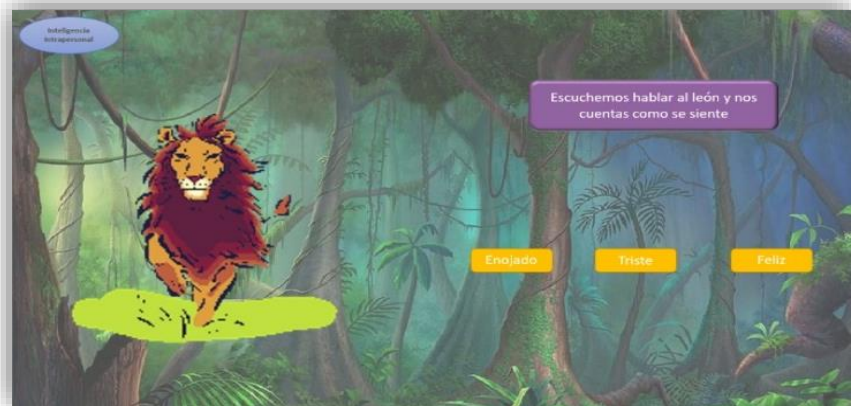 Inteligencia
Intrapersonal
Escuchemos hablar al león y nos
cuentas como se siente
Enojado
Triste
Feliz